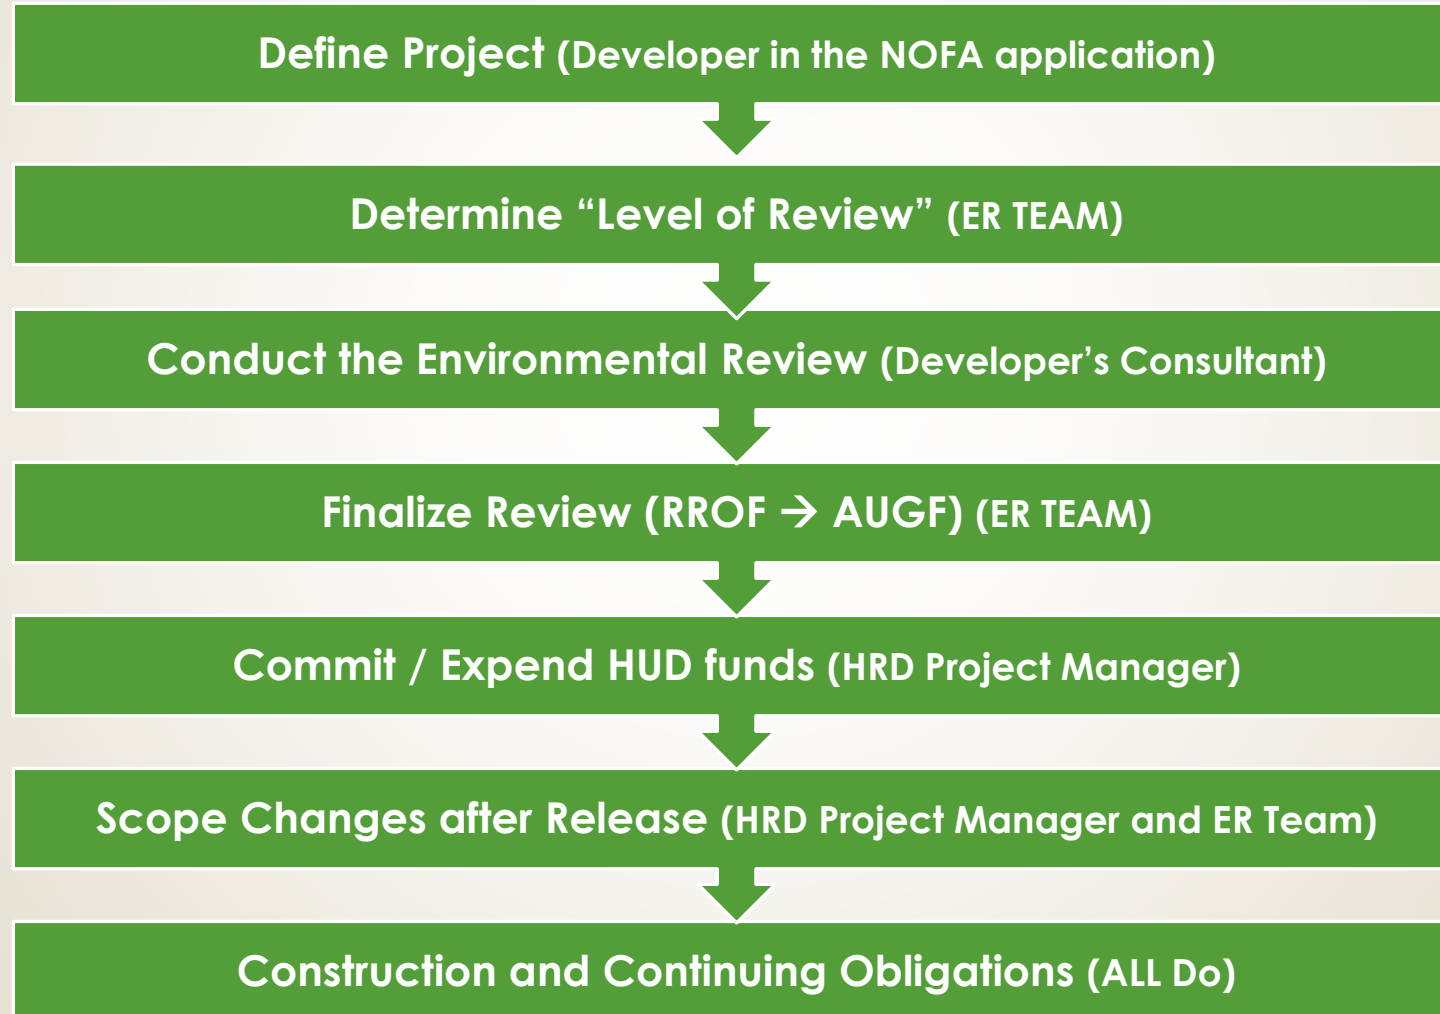 Define Project (Developer in the NOFA application)
Determine “Level of Review” (ER TEAM)
Conduct the Environmental Review (Developer’s Consultant)
Finalize Review (RROF → AUGF) (ER TEAM)
Commit / Expend HUD funds (HRD Project Manager)
Scope Changes after Release (HRD Project Manager and ER Team)
Construction and Continuing Obligations (ALL Do)